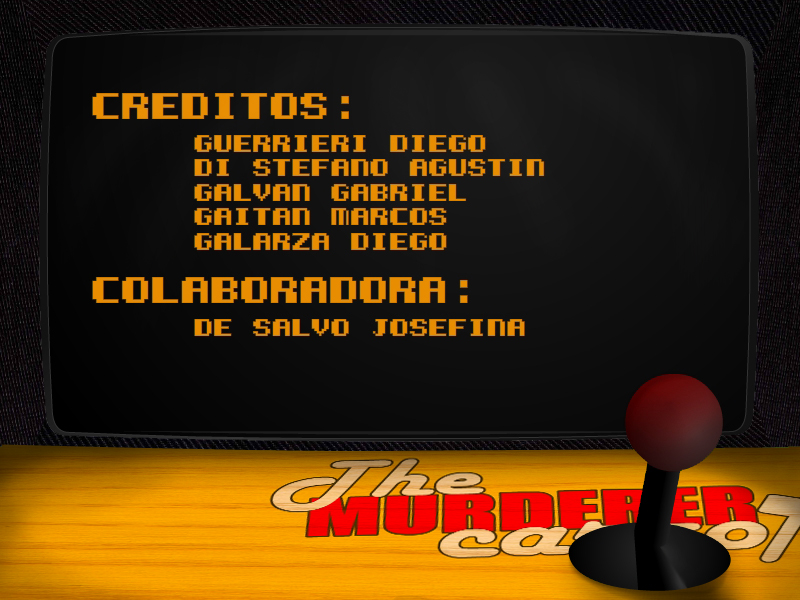 CREDITOS:
GUERRIERI DIEGO
DI STEFANO AGUSTIN
GALVAN GABRIEL
GAITAN MARCOS
GALARZA DIEGO
COLABORADORA:
DE SALVO JOSEFINA
The
MURDERER